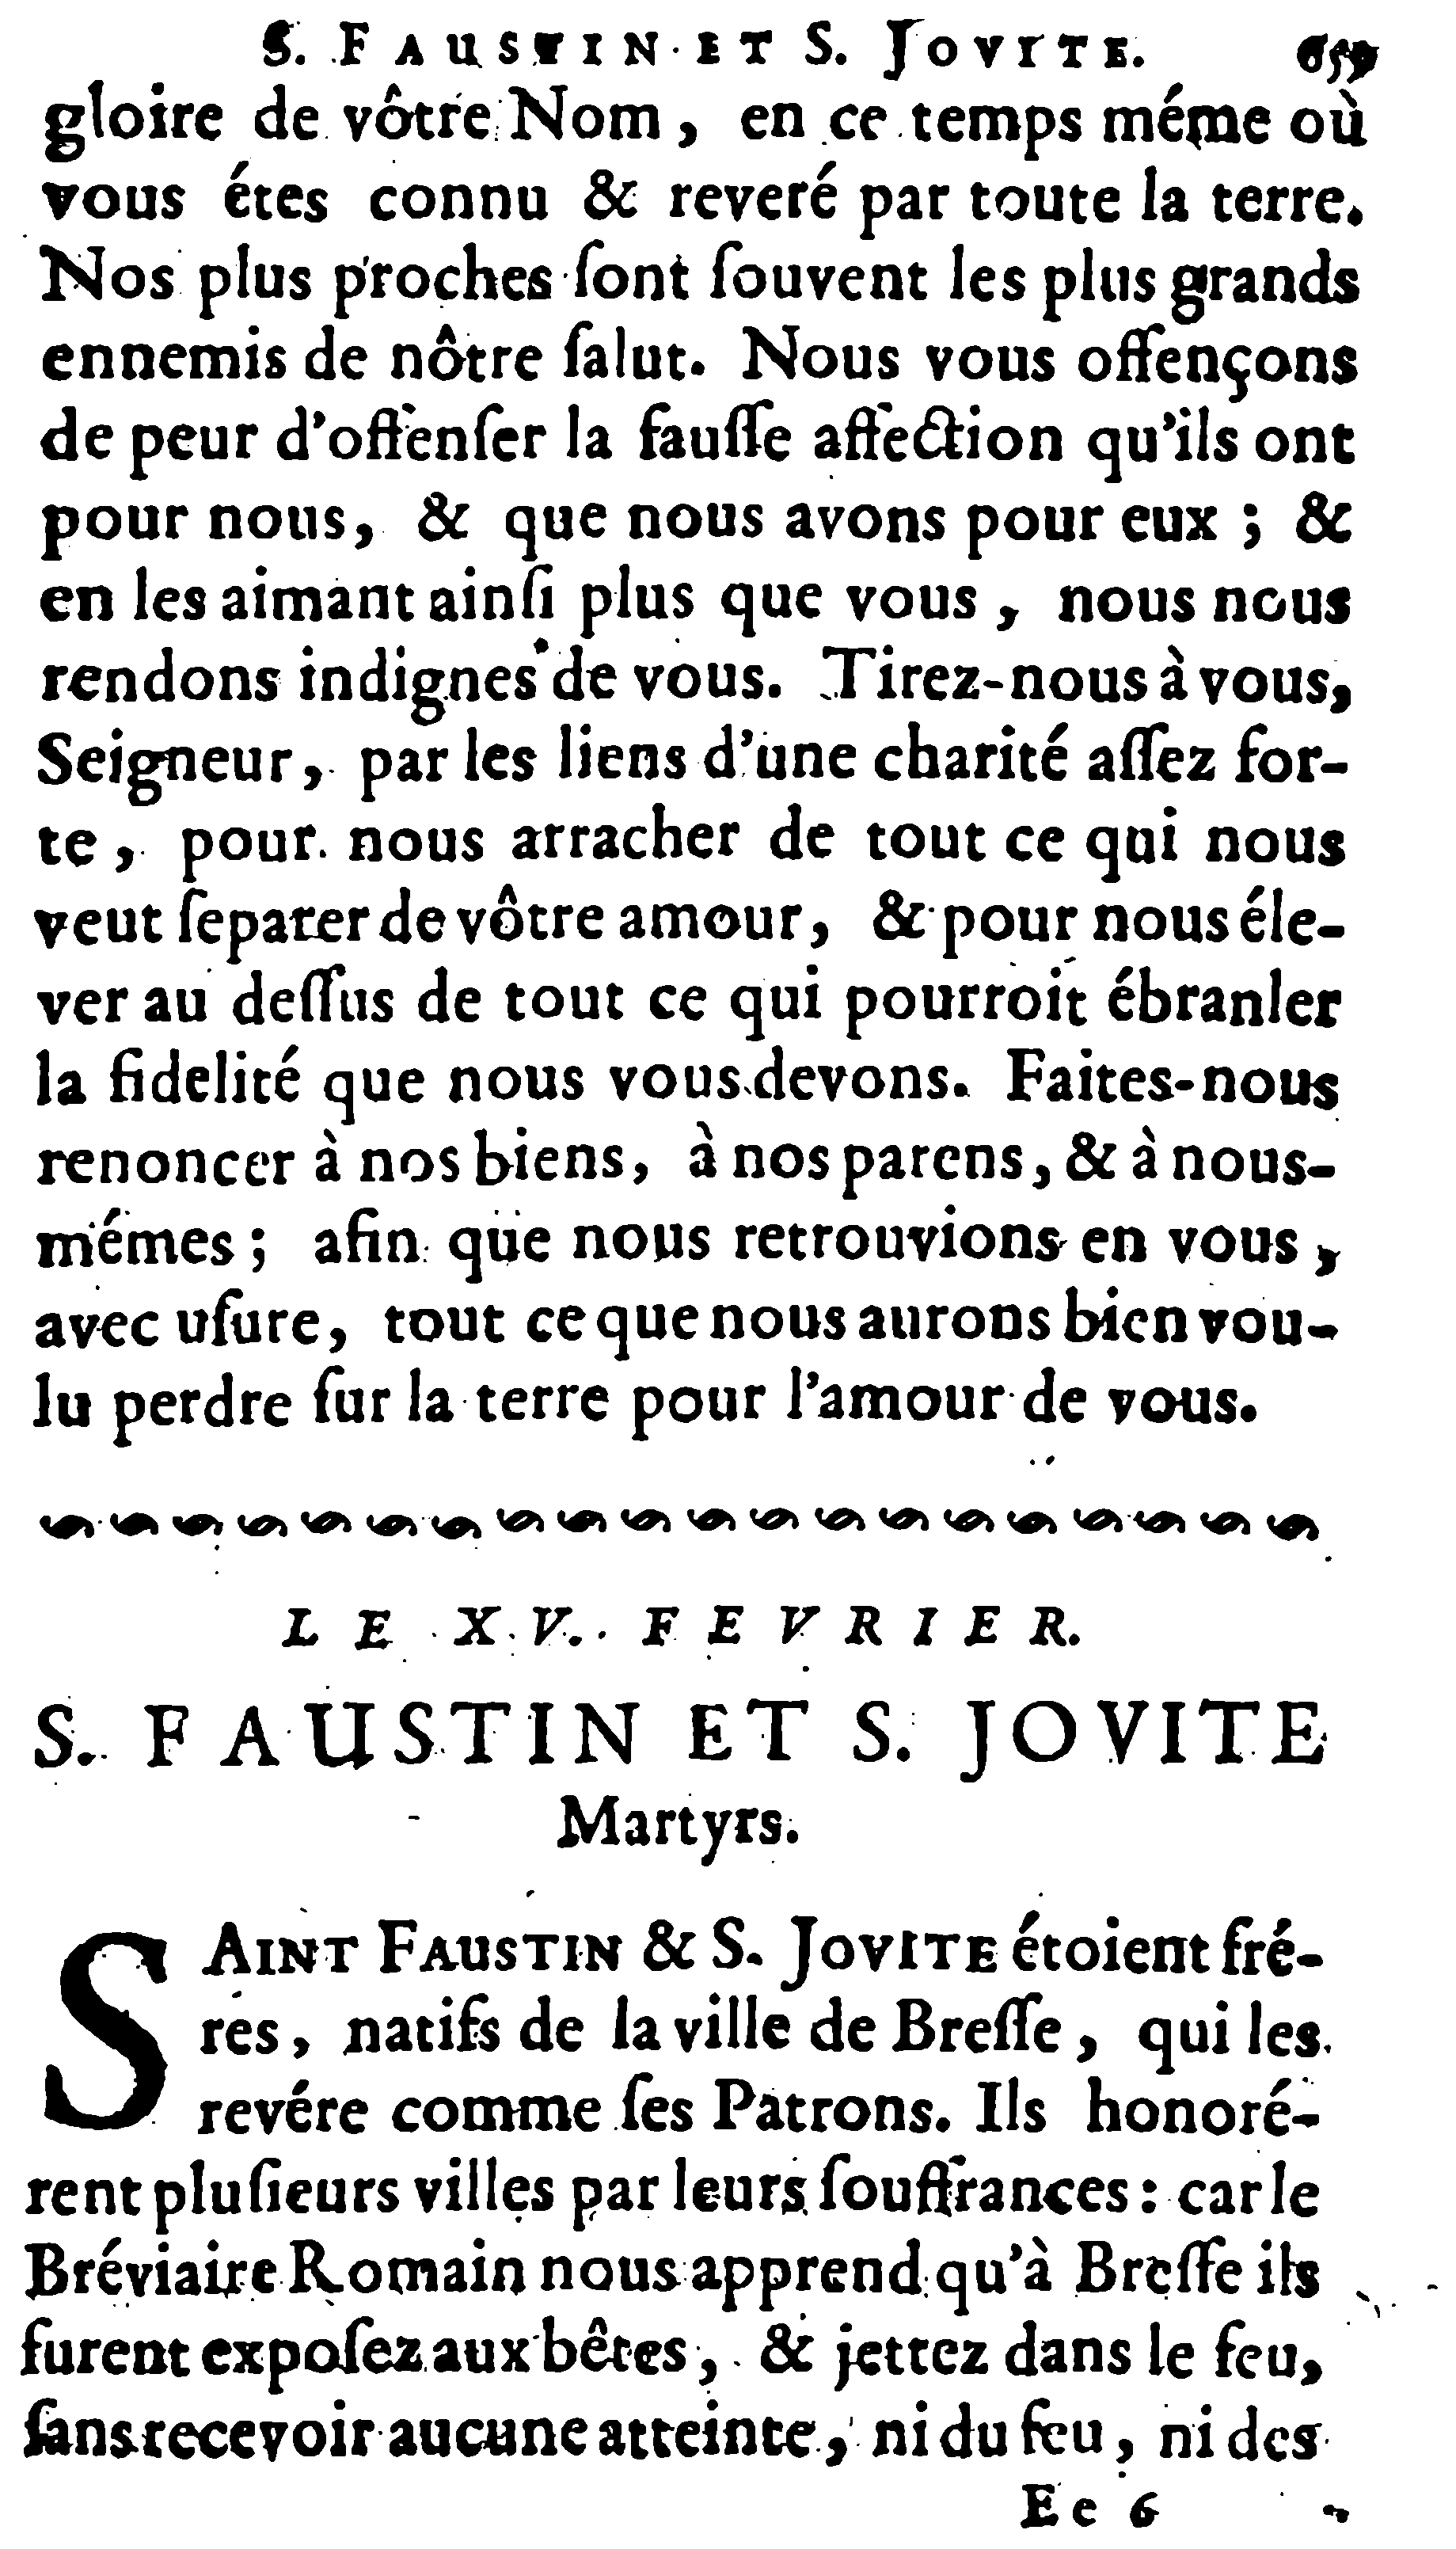 S. FAUSTIN ET S. JOVITE. 659
gloire de vôtre Nom, en ce temps méme où
vous étes connu & reveré par toute la terre.
Nos plus proches ſont ſouvent les plus grands
ennemis de nôtre ſalut. Nous vous offençons
de peur d'offenſer la fauſſe affection qu'ils ont
pour nous, & que nous avons pour eux ; &
en les aimant ainſi plus que vous, nous nous
rendons indignes de vous. Tirez-nous à vous,
Seigneur, par les liens d'une charité aſſez for-
te, pour nous arracher de tout ce qui nous
veut ſeparer de vôtre amour, & pour nous éle-
ver au deſſus de tout ce qui pourroit ébranler
la fidelité que nous vous devons. Faites-nous
renoncer à nos biens, à nos parens, & à nous-
mémes ; afin que nous retrouvions en vous,
avec uſure, tout ce que nous aurons bien vou-
lu perdre ſur la terre pour l'amour de vous.
LE XV. FEVRIER.
S. FAUSTIN ET S. JOVITE
Martyrs.
SAINT FAUSTIN & S. JOVITE étoient fré-
res, natifs de la ville de Breſſe, qui les
revére comme ſes Patrons. Ils honoré-
rent pluſieurs villes par leurs ſouffrances : car le
Bréviaire Romain nous apprend qu'à Breſſe ils
furent expoſez aux bêtes, & jettez dans le feu,
ſans recevoir aucune atteinte, ni du feu, ni des
Ee 6